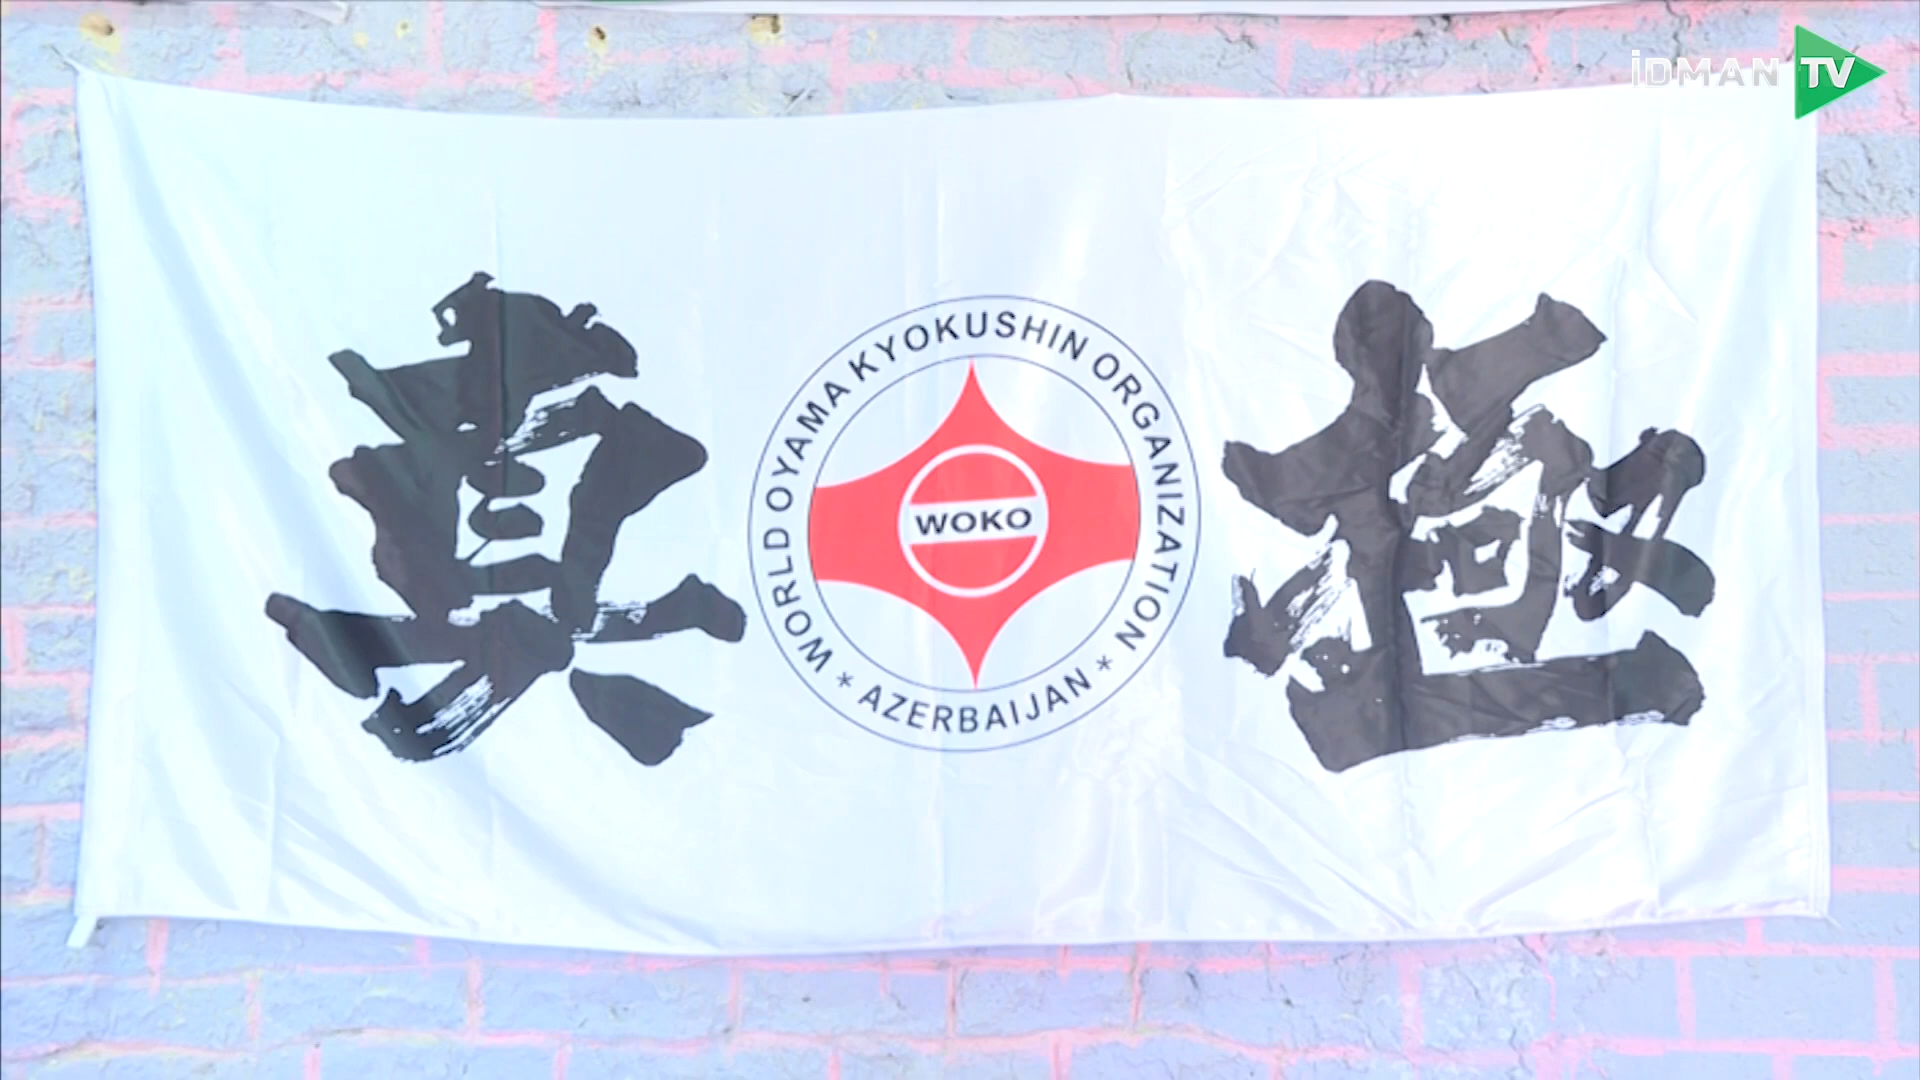 İDMAN TV
真 極
WORLD OYAMA KYOKUSHIN ORGANIZATION
WOKO
* AZERBAIJAN *